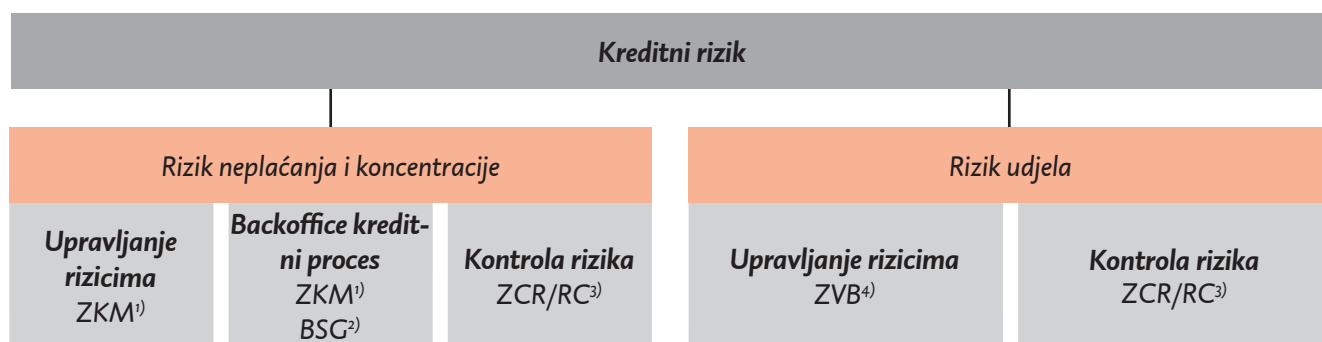 Kreditni rizik
Rizik neplaćanja i koncentracije
Rizik udjela
Upravljanje
rizicima
ZKM¹⁾
Backoffice kredit-
ni proces
ZKM¹⁾
BSG²⁾
Kontrola rizika
ZCR/RC³⁾
Upravljanje rizicima
ZVB⁴⁾
Kontrola rizika
ZCR/RC³⁾